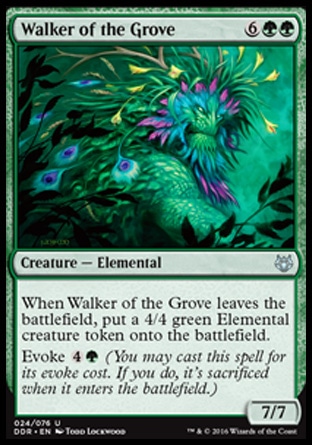 Walker of the Grove 6
Creature — Elemental
When Walker of the Grove leaves the
battlefield, put a 4/4 green Elemental
creature token onto the battlefield.
Evoke 4 (You may cast this spell for
its evoke cost. If you do, it's sacrificed
when it enters the battlefield.)
7/7
024/076 U
DDR • EN Todd Lockwood
™ & © 2016 Wizards of the Coast